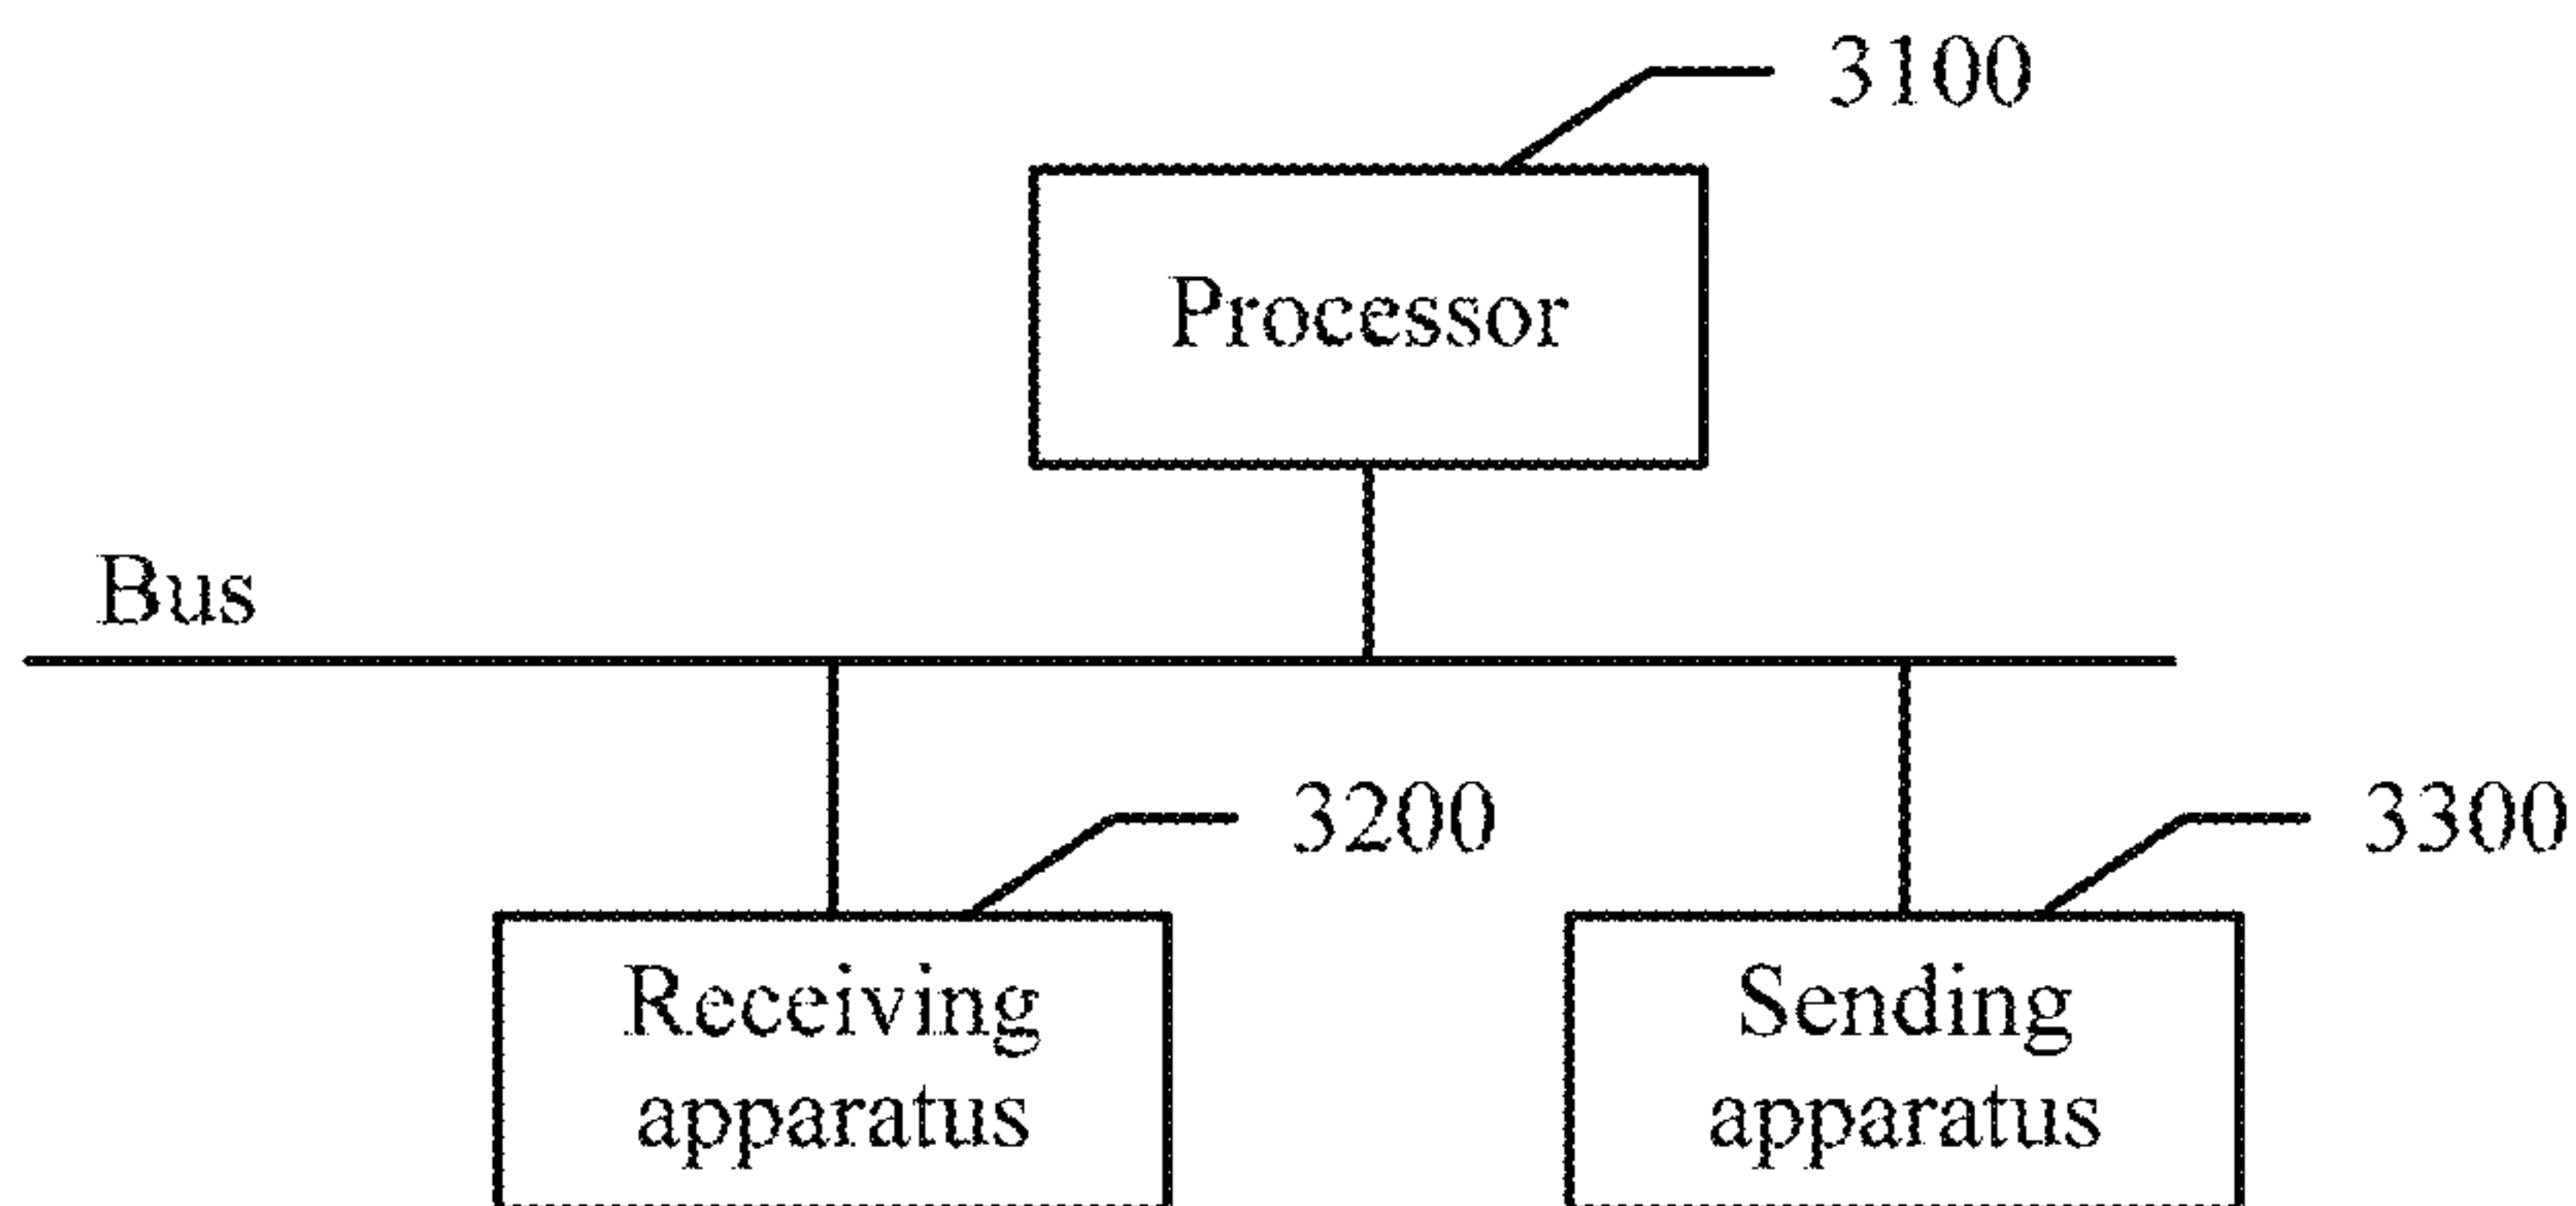 3100
Processor
Bus
3200
3300
Receiving
apparatus
Sending
apparatus